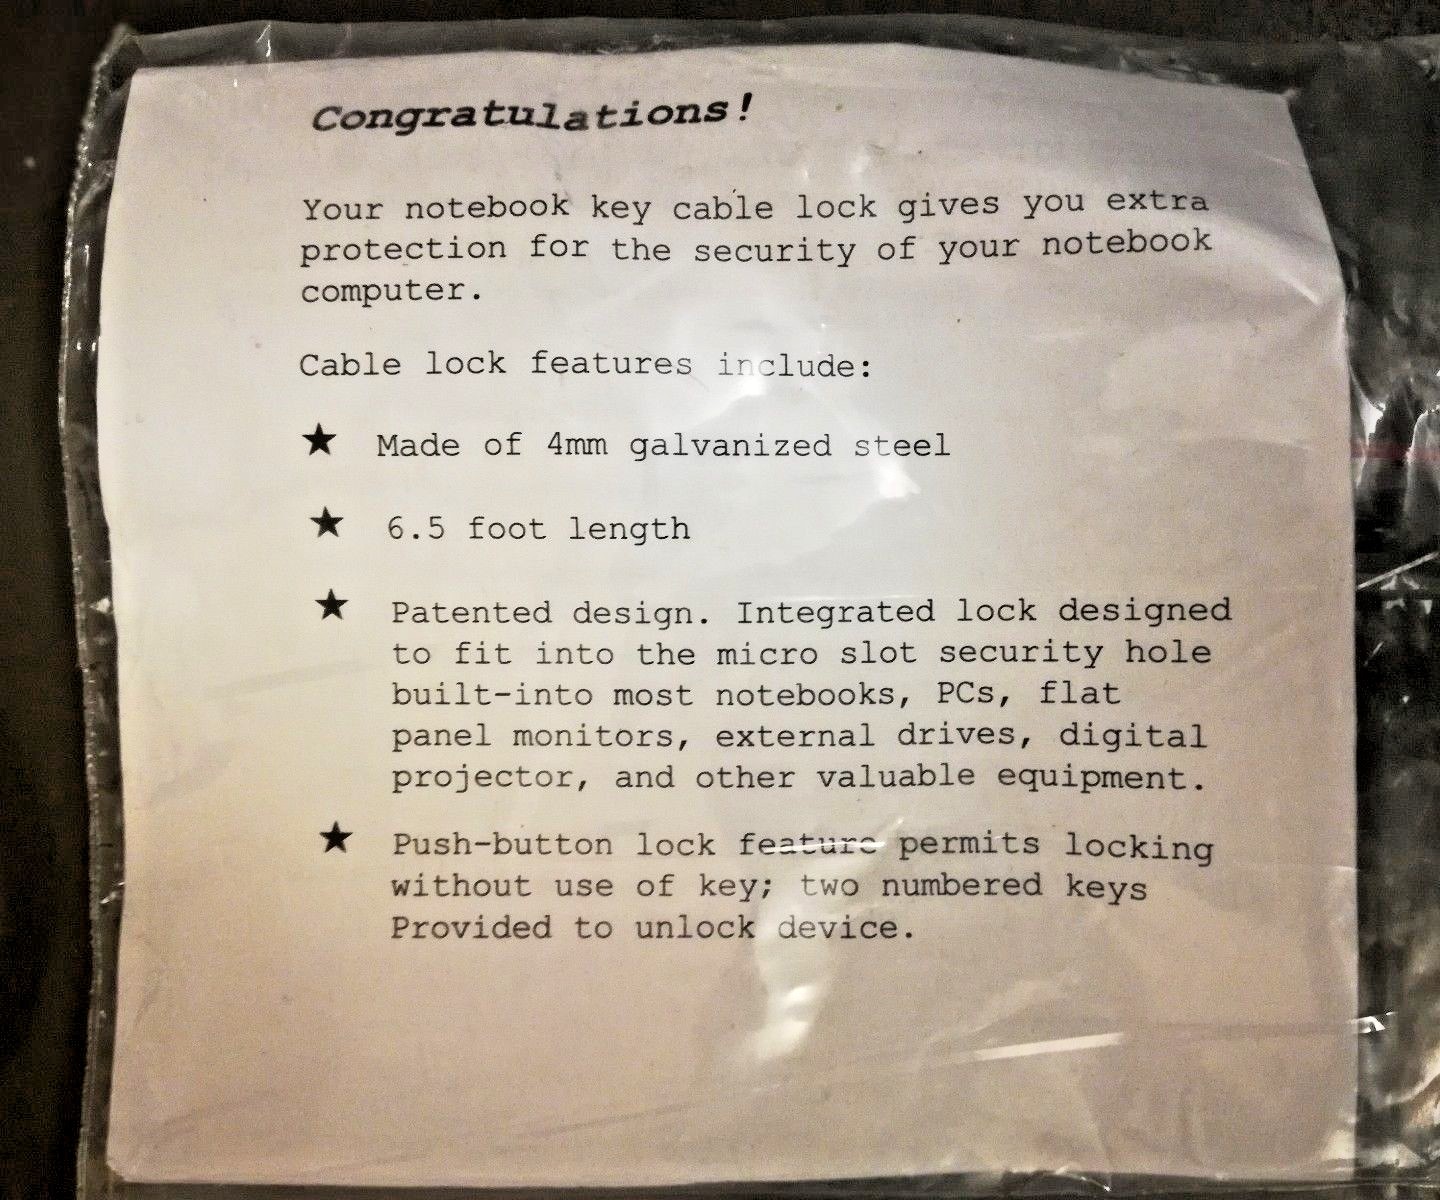 Congratulations!
Your notebook key cable lock gives you extra
protection for the security of your notebook
computer.
Cable lock features include:
★ Made of 4mm galvanized steel
★ 6.5 foot length
★ Patented design. Integrated lock designed
to fit into the micro slot security hole
built-into most notebooks, PCs, flat
panel monitors, external drives, digital
projector, and other valuable equipment.
★ Push-button lock feature permits locking
without use of key; two numbered keys
Provided to unlock device.